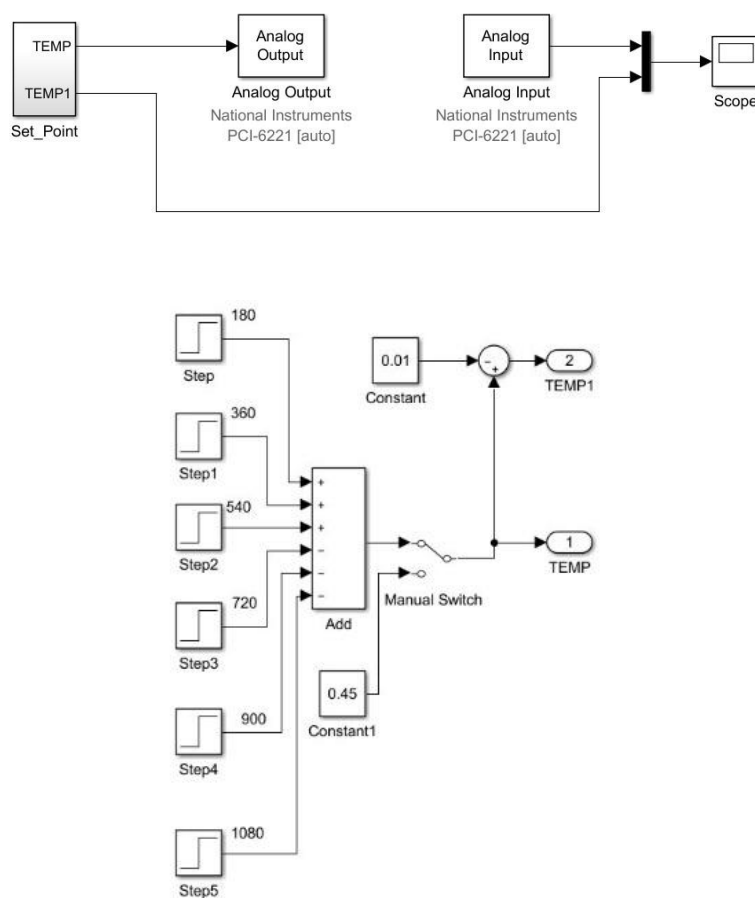 TEMP
TEMP1
Set_Point
Analog
Output
Analog Output
National Instruments
PCI-6221 [auto]
Analog
Input
Analog Input
National Instruments
PCI-6221 [auto]
Scope
180
Step
360
Step1
540
Step2
720
Step3
900
Step4
1080
Step5
+
+
+
−
−
−
Add
0.45
Constant1
Manual Switch
0.01
Constant
−
+
2
TEMP1
1
TEMP